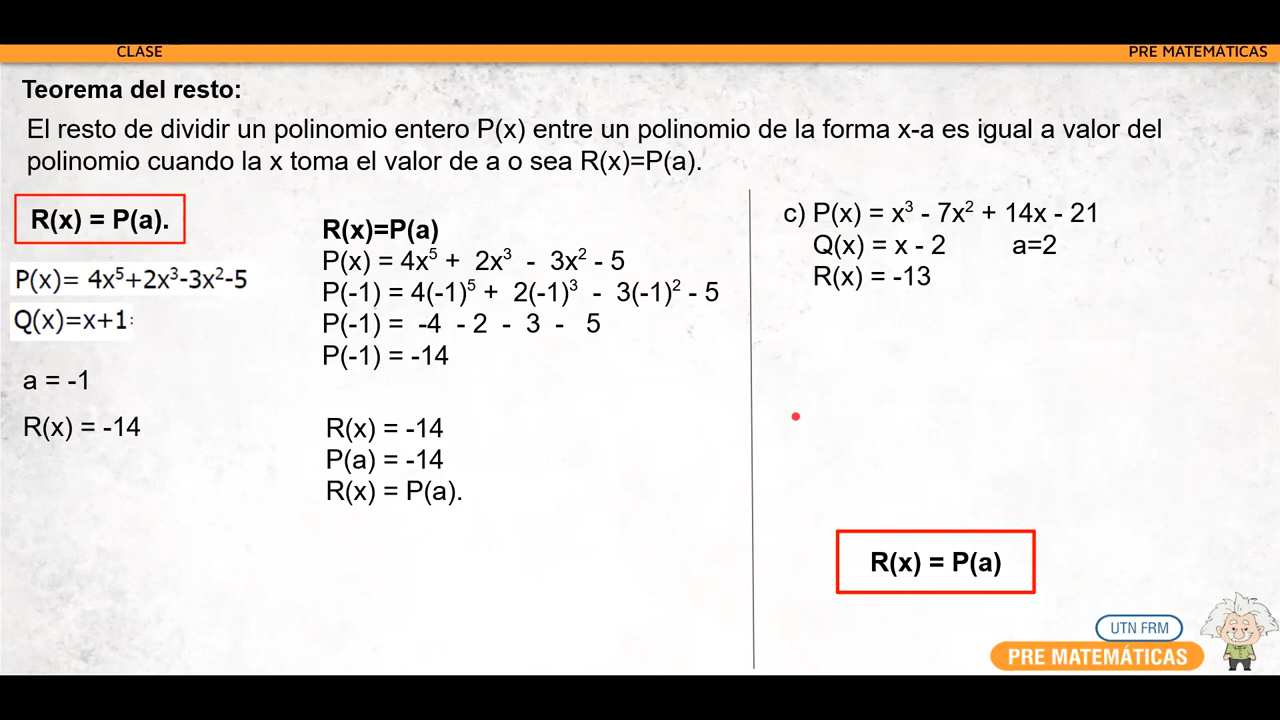 CLASE
PRE MATEMÁTICAS
Teorema del resto:
El resto de dividir un polinomio entero P(x) entre un polinomio de la forma x-a es igual a valor del
polinomio cuando la x toma el valor de a o sea R(x)=P(a).
R(x) = P(a).
P(x)= 4x⁵+2x³-3x²-5
Q(x)=x+1
a = -1
R(x) = -14
R(x)=P(a)
P(x) = 4x⁵ + 2x³ - 3x² - 5
P(-1) = 4(-1)⁵ + 2(-1)³ - 3(-1)² - 5
P(-1) = -4 - 2 - 3 - 5
P(-1) = -14
R(x) = -14
P(a) = -14
R(x) = P(a).
c) P(x) = x³ - 7x² + 14x - 21
Q(x) = x - 2 a=2
R(x) = -13
R(x) = P(a)
UTN FRM
PRE MATEMÁTICAS